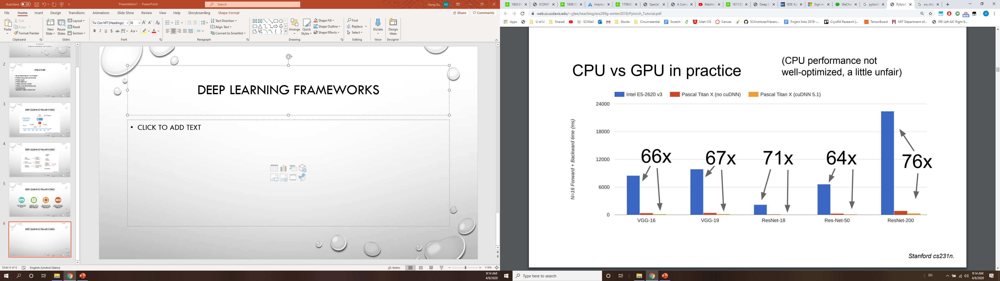 AutoSave Off
Presentation1 - PowerPoint
Search
Hong Xu HX
File Home Insert Design Transitions Animations Slide Show Review View Help Storyboarding Shape Format
Share Comments
Paste
Cut
Copy
Format Painter
Clipboard
New Slides
Reuse Slides
Layout
Reset
Section
Slides
Tw Cen MT (Headings) 36
Font
Text Direction
Align Text
Convert to SmartArt
Paragraph
Arrange
Quick Styles
Shape Fill
Shape Outline
Shape Effects
Drawing
Find
Replace
Select
Editing
Dictate
Voice
Design Ideas
Designer
2
STRUCTURE
3
DEEP LEARNING FRAMEWORKS
4
DEEP LEARNING FRAMEWORKS
5
DEEP LEARNING FRAMEWORKS
6
DEEP LEARNING FRAMEWORKS
DEEP LEARNING FRAMEWORKS
• CLICK TO ADD TEXT
Slide 6 of 6
English (United States)
Notes
114%
9:14 AM
4/8/2020
1803.01 ICONIP 1806.10 Improve 1709.02 Special A Comp Machin 1611.02 Deep C IEEE Xp Sign in WeChat pytorch Pytorch wu cho
web.cs.ucdavis.edu/~yjlee/teaching/ecs289g-winter2018/Pytorch_Tutorial.pdf
NEW
H
Apps U of U Shared SCIMail Stocks Circumstantial Scratch Utah CIS Canvas SCIInstitute/Hierarc... Project links 2019 -... CryoEM Research |... TensorBoard MIT Department of... PRI Left AIC Right B...
CPU vs GPU in practice
(CPU performance not
well-optimized, a little unfair)
Intel E5-2620 v3 Pascal Titan X (no cuDNN) Pascal Titan X (cuDNN 5.1)
N=16 Forward + Backward time (ms)
24000
18000
12000
6000
0
66x
67x
71x
64x
76x
VGG-16
VGG-19
ResNet-18
Res-Net-50
ResNet-200
Stanford cs231n.
Type here to search
EN
9:14 AM
4/8/2020